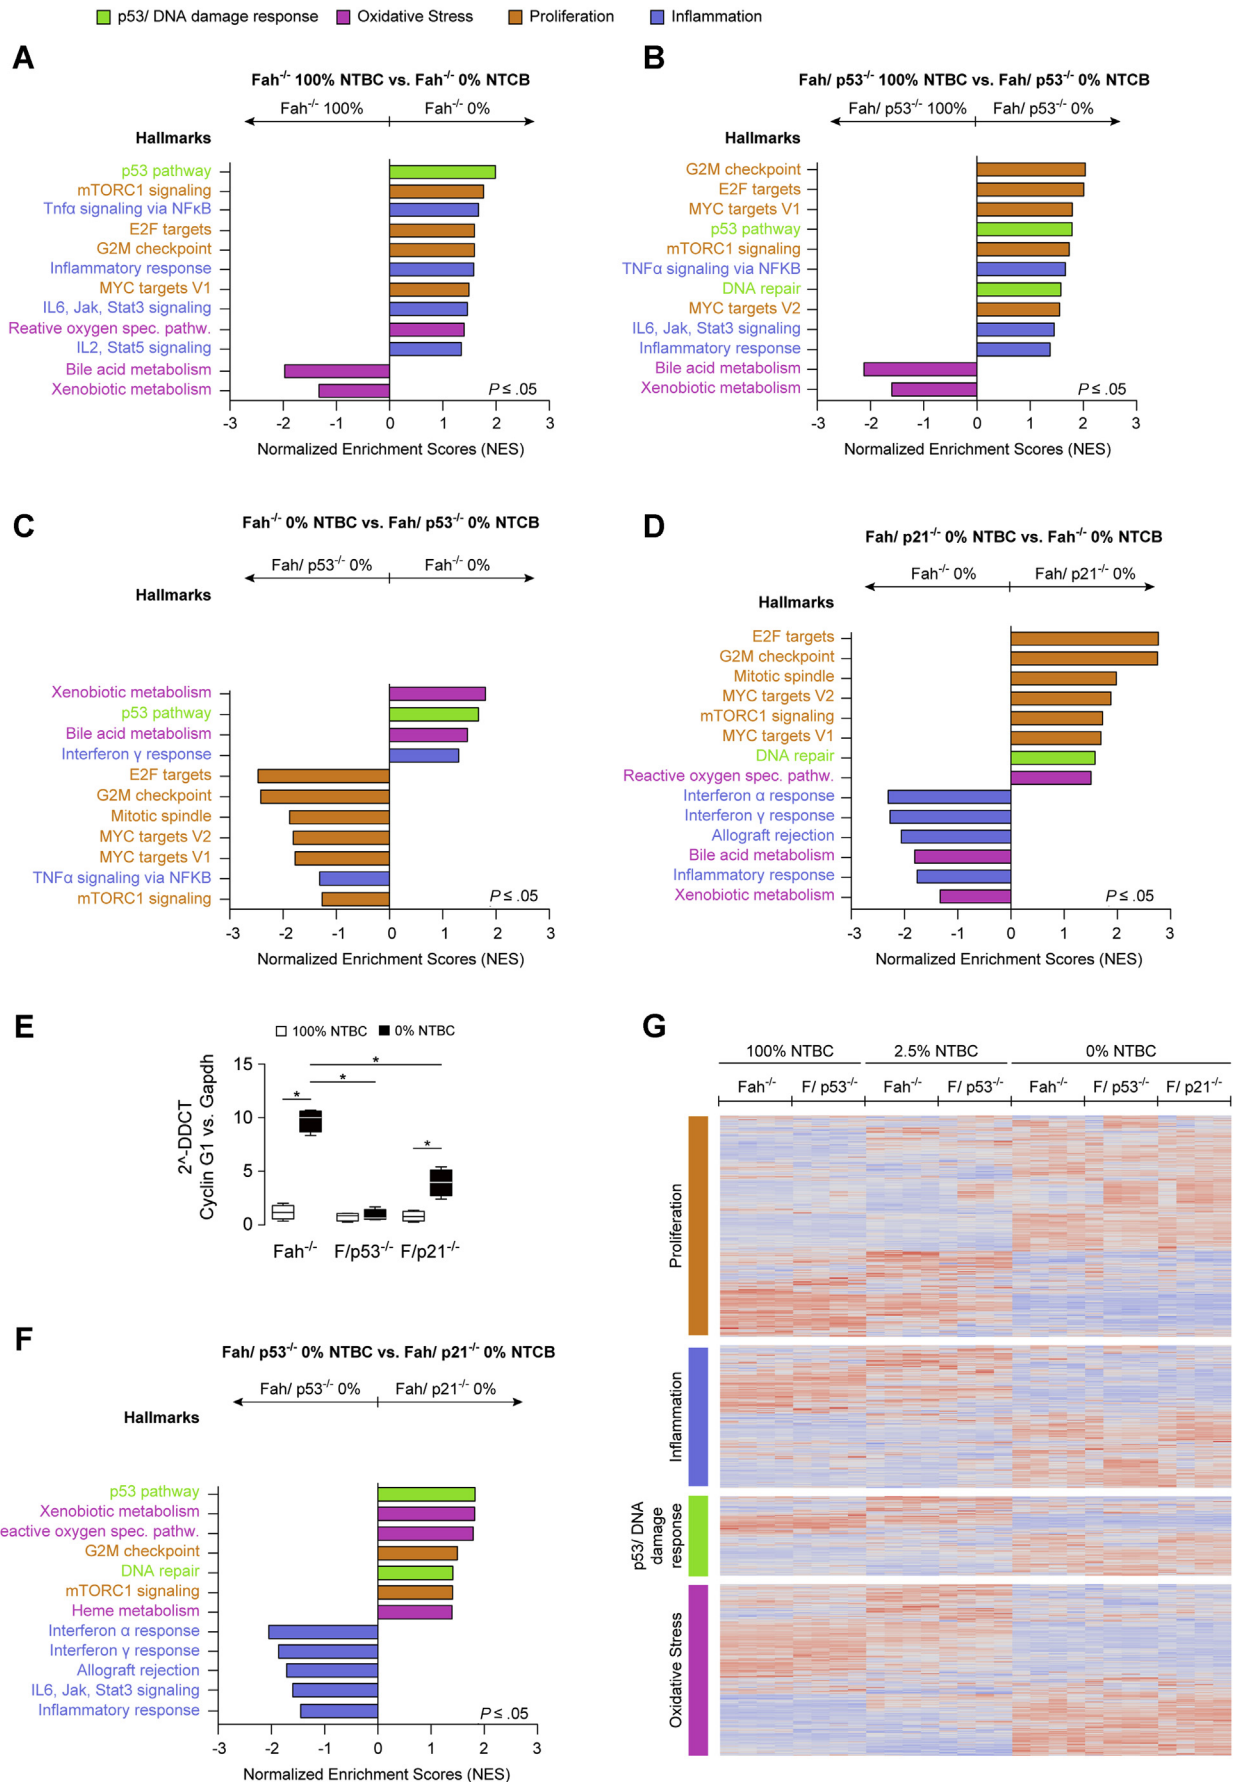 p53/ DNA damage response Oxidative Stress Proliferation Inflammation
A
Fah-/- 100% NTBC vs. Fah-/- 0% NTCB
Fah-/- 100% Fah-/- 0%
Hallmarks
p53 pathway
mTORC1 signaling
Tnfα signaling via NFκB
E2F targets
G2M checkpoint
Inflammatory response
MYC targets V1
IL6, Jak, Stat3 signaling
Reative oxygen spec. pathw.
IL2, Stat5 signaling
Bile acid metabolism
Xenobiotic metabolism
P ≤ .05
-3 -2 -1 0 1 2 3
Normalized Enrichment Scores (NES)
B
Fah/ p53-/- 100% NTBC vs. Fah/ p53-/- 0% NTCB
Fah/ p53-/- 100% Fah/ p53-/- 0%
Hallmarks
G2M checkpoint
E2F targets
MYC targets V1
p53 pathway
mTORC1 signaling
TNFα signaling via NFKB
DNA repair
MYC targets V2
IL6, Jak, Stat3 signaling
Inflammatory response
Bile acid metabolism
Xenobiotic metabolism
P ≤ .05
-3 -2 -1 0 1 2 3
Normalized Enrichment Scores (NES)
C
Fah-/- 0% NTBC vs. Fah/ p53-/- 0% NTCB
Fah/ p53-/- 0% Fah-/- 0%
Hallmarks
Xenobiotic metabolism
p53 pathway
Bile acid metabolism
Interferon γ response
E2F targets
G2M checkpoint
Mitotic spindle
MYC targets V2
MYC targets V1
TNFα signaling via NFKB
mTORC1 signaling
P ≤ .05
-3 -2 -1 0 1 2 3
Normalized Enrichment Scores (NES)
D
Fah/ p21-/- 0% NTBC vs. Fah-/- 0% NTCB
Fah-/- 0% Fah/ p21-/- 0%
Hallmarks
E2F targets
G2M checkpoint
Mitotic spindle
MYC targets V2
mTORC1 signaling
MYC targets V1
DNA repair
Reactive oxygen spec. pathw.
Interferon α response
Interferon γ response
Allograft rejection
Bile acid metabolism
Inflammatory response
Xenobiotic metabolism
P ≤ .05
-3 -2 -1 0 1 2 3
Normalized Enrichment Scores (NES)
E
100% NTBC 0% NTBC
2^-DDCT
Cyclin G1 vs. Gapdh
15
10
5
0
*
*
*
*
Fah-/- F/p53-/- F/p21-/-
F
Fah/ p53-/- 0% NTBC vs. Fah/ p21-/- 0% NTCB
Fah/ p53-/- 0% Fah/ p21-/- 0%
Hallmarks
p53 pathway
Xenobiotic metabolism
eactive oxygen spec. pathw.
G2M checkpoint
DNA repair
mTORC1 signaling
Heme metabolism
Interferon α response
Interferon γ response
Allograft rejection
IL6, Jak, Stat3 signaling
Inflammatory response
P ≤ .05
-3 -2 -1 0 1 2 3
Normalized Enrichment Scores (NES)
G
100% NTBC 2.5% NTBC 0% NTBC
Fah-/- F/ p53-/- Fah-/- F/ p53-/- Fah-/- F/ p53-/- F/ p21-/-
Proliferation
Inflammation
p53/ DNA
damage
response
Oxidative Stress